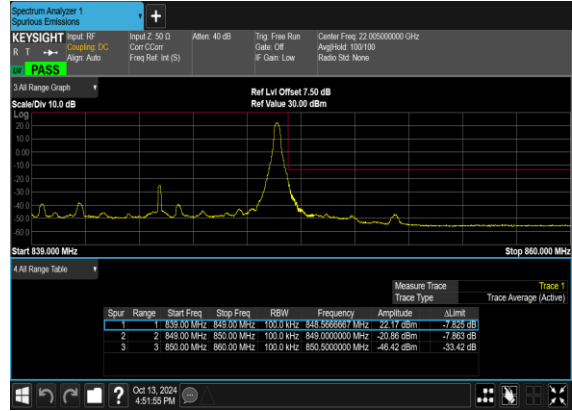 Spectrum Analyzer 1
Spurious Emissions
KEYSIGHT Input: RF Input Z: 50 Ω Atten: 40 dB Trig: Free Run Center Freq: 22.005000000 GHz
R T Coupling: DC Corr CCorr Gate: Off Avg|Hold: 100/100
Align: Auto Freq Ref: Int (S) IF Gain: Low Radio Std: None
PASS
3 All Range Graph
Ref Lvl Offset 7.50 dB
Scale/Div 10.0 dB Ref Value 30.00 dBm
Log
20.0
10.0
0.00
-10.0
-20.0
-30.0
-40.0
-50.0
-60.0
Start 839.000 MHz Stop 860.000 MHz
4 All Range Table
Measure Trace Trace 1
Trace Type Trace Average (Active)
Spur Range Start Freq Stop Freq RBW Frequency Amplitude ΔLimit
1 1 839.00 MHz 849.00 MHz 100.0 kHz 848.5666667 MHz 22.17 dBm -7.825 dB
2 2 849.00 MHz 850.00 MHz 100.0 kHz 849.0000000 MHz -20.86 dBm -7.863 dB
3 3 850.00 MHz 860.00 MHz 100.0 kHz 850.5000000 MHz -46.42 dBm -33.42 dB
?
Oct 13, 2024
4:51:55 PM